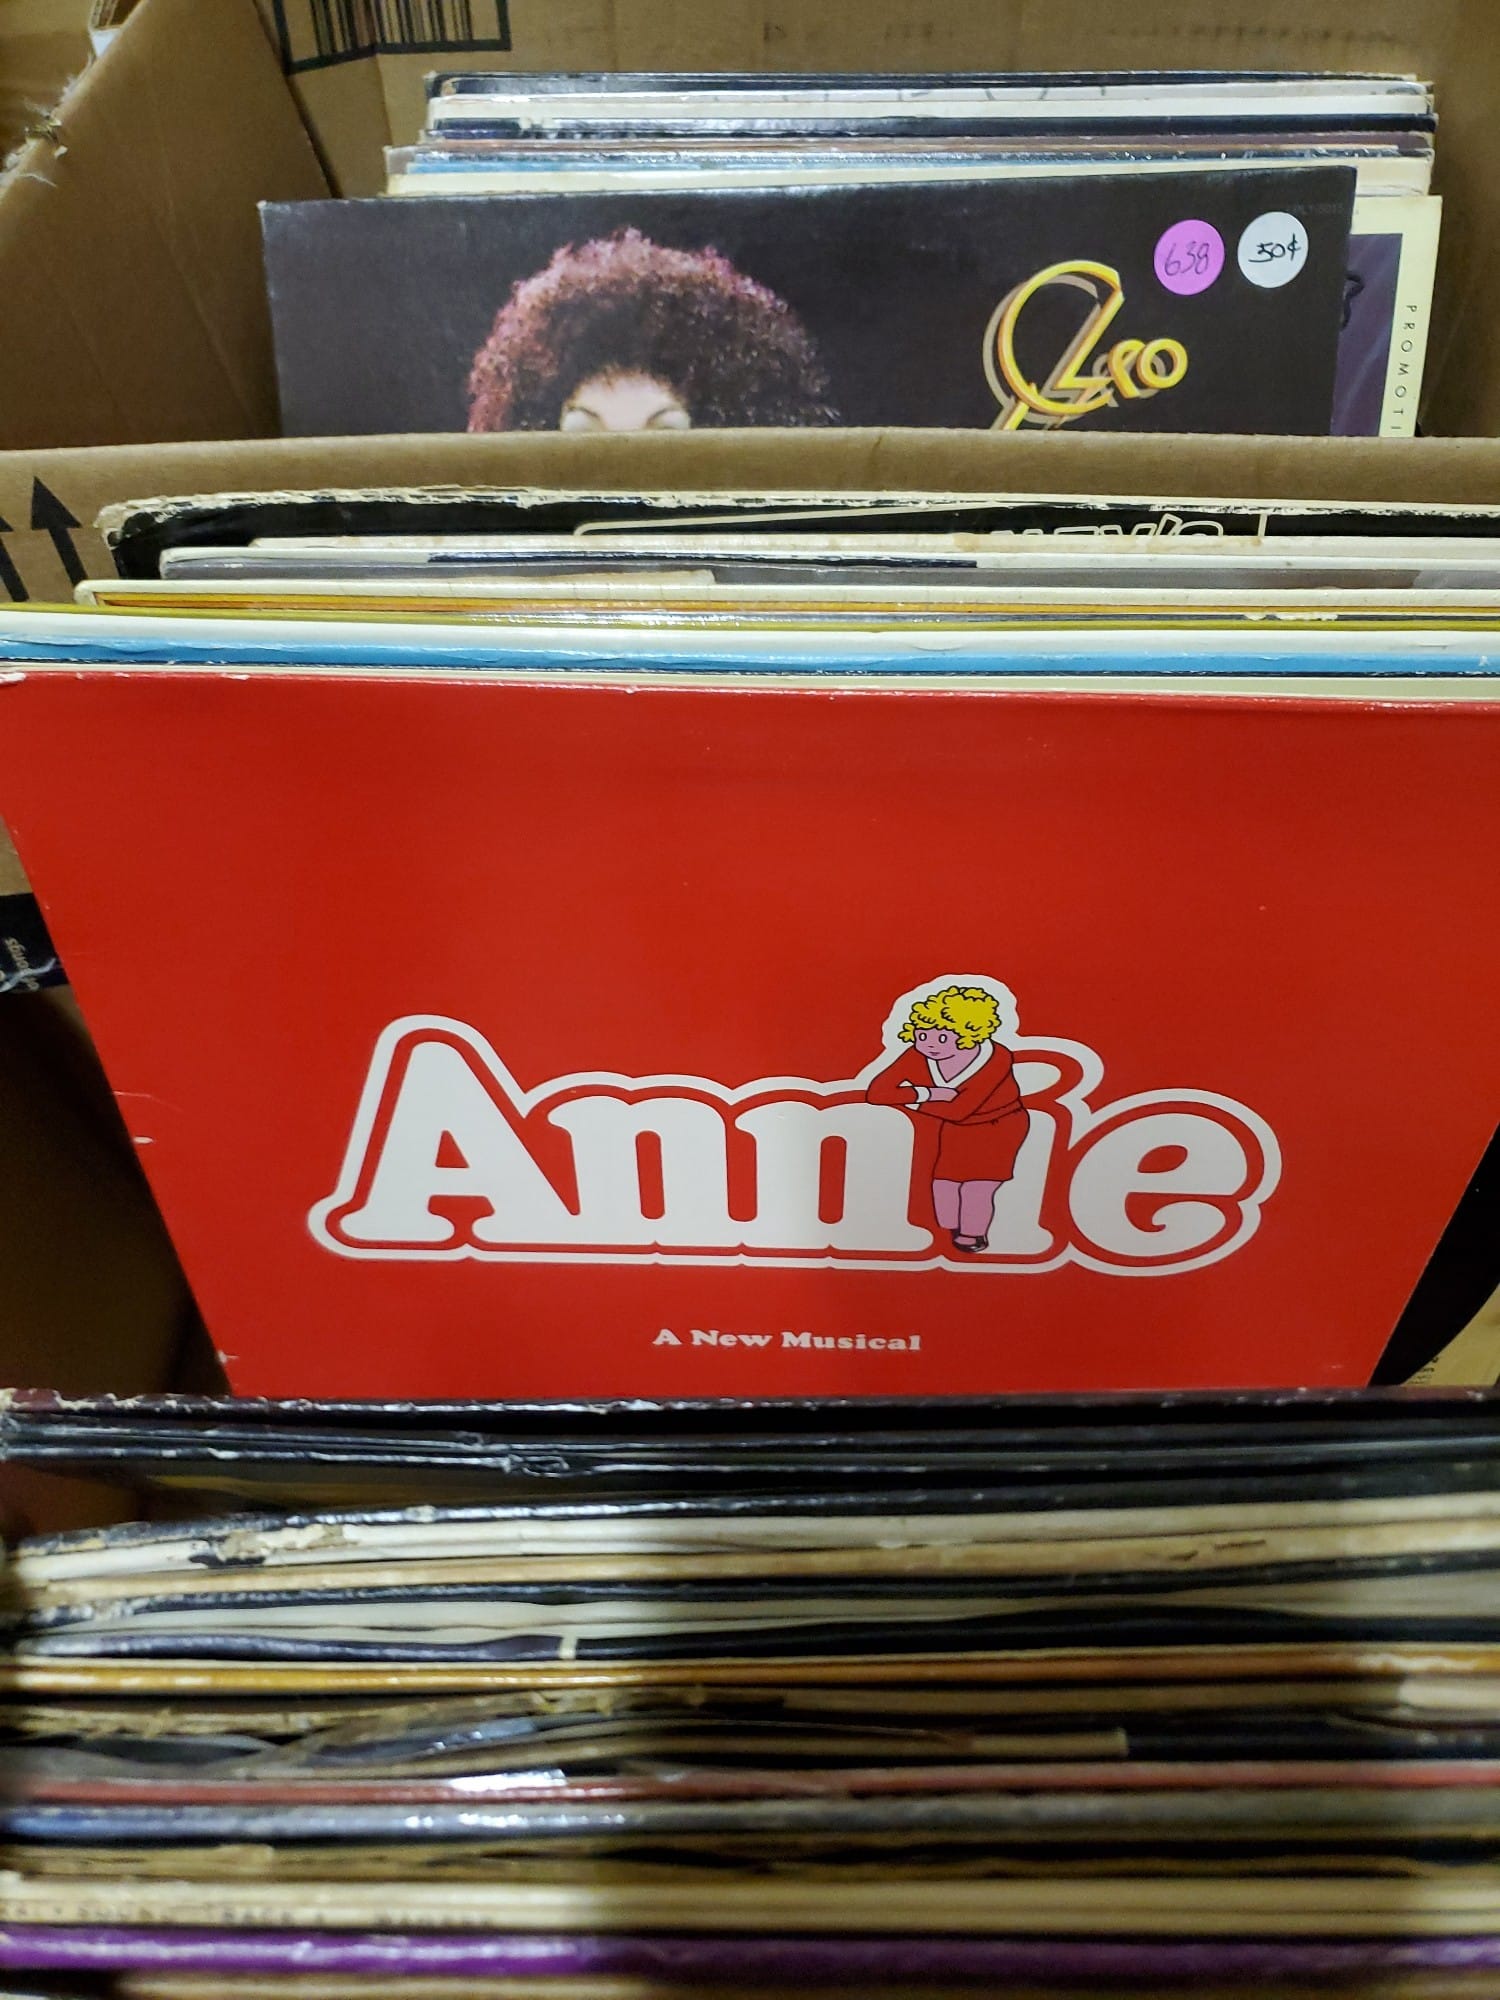 638
50¢
Cleo
PROMOTI
Annie
A New Musical